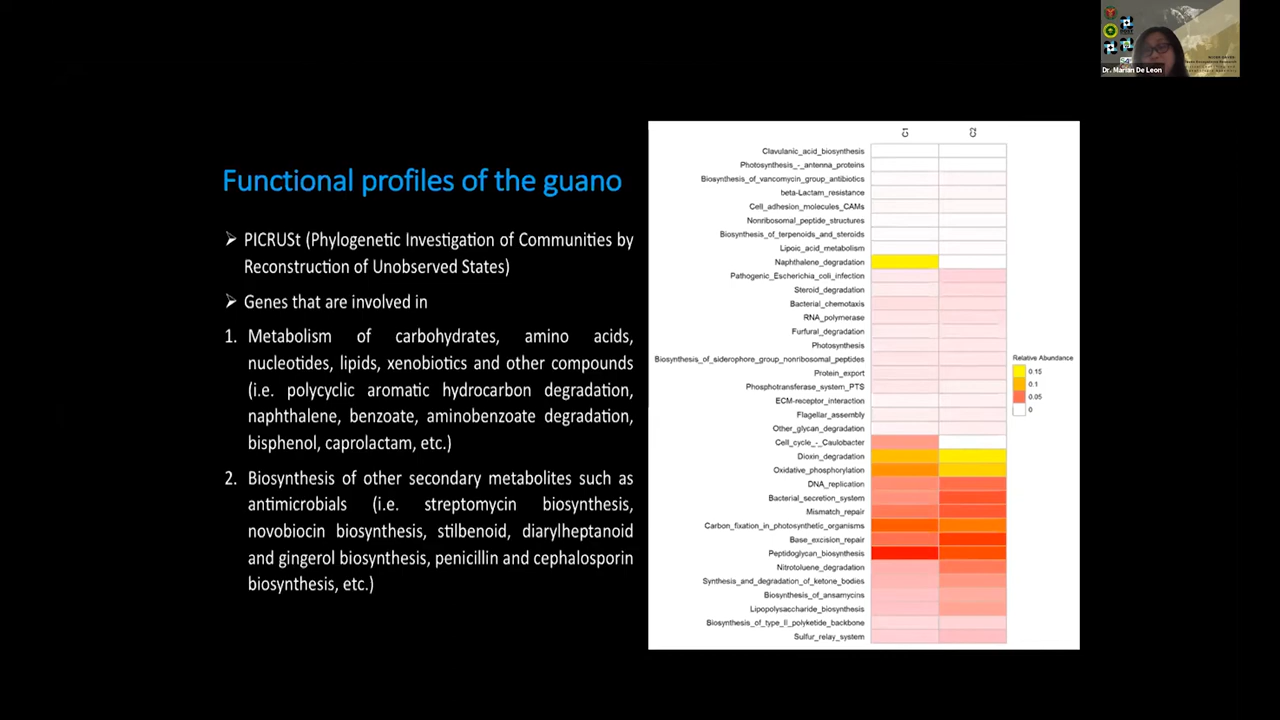 Dr. Marian De Leon
Functional profiles of the guano
➢ PICRUSt (Phylogenetic Investigation of Communities by
Reconstruction of Unobserved States)
➢ Genes that are involved in
1. Metabolism of carbohydrates, amino acids,
nucleotides, lipids, xenobiotics and other compounds
(i.e. polycyclic aromatic hydrocarbon degradation,
naphthalene, benzoate, aminobenzoate degradation,
bisphenol, caprolactam, etc.)
2. Biosynthesis of other secondary metabolites such as
antimicrobials (i.e. streptomycin biosynthesis,
novobiocin biosynthesis, stilbenoid, diarylheptanoid
and gingerol biosynthesis, penicillin and cephalosporin
biosynthesis, etc.)
C1 C2
Clavulanic_acid_biosynthesis
Photosynthesis_-_antenna_proteins
Biosynthesis_of_vancomycin_group_antibiotics
beta-Lactam_resistance
Cell_adhesion_molecules_CAMs
Nonribosomal_peptide_structures
Biosynthesis_of_terpenoids_and_steroids
Lipoic_acid_metabolism
Naphthalene_degradation
Pathogenic_Escherichia_coli_infection
Steroid_degradation
Bacterial_chemotaxis
RNA_polymerase
Furfural_degradation
Photosynthesis
Biosynthesis_of_siderophore_group_nonribosomal_peptides
Protein_export
Phosphotransferase_system_PTS
ECM-receptor_interaction
Flagellar_assembly
Other_glycan_degradation
Cell_cycle_-_Caulobacter
Dioxin_degradation
Oxidative_phosphorylation
DNA_replication
Bacterial_secretion_system
Mismatch_repair
Carbon_fixation_in_photosynthetic_organisms
Base_excision_repair
Peptidoglycan_biosynthesis
Nitrotoluene_degradation
Synthesis_and_degradation_of_ketone_bodies
Biosynthesis_of_ansamycins
Lipopolysaccharide_biosynthesis
Biosynthesis_of_type_II_polyketide_backbone
Sulfur_relay_system
Relative Abundance
0.15
0.1
0.05
0